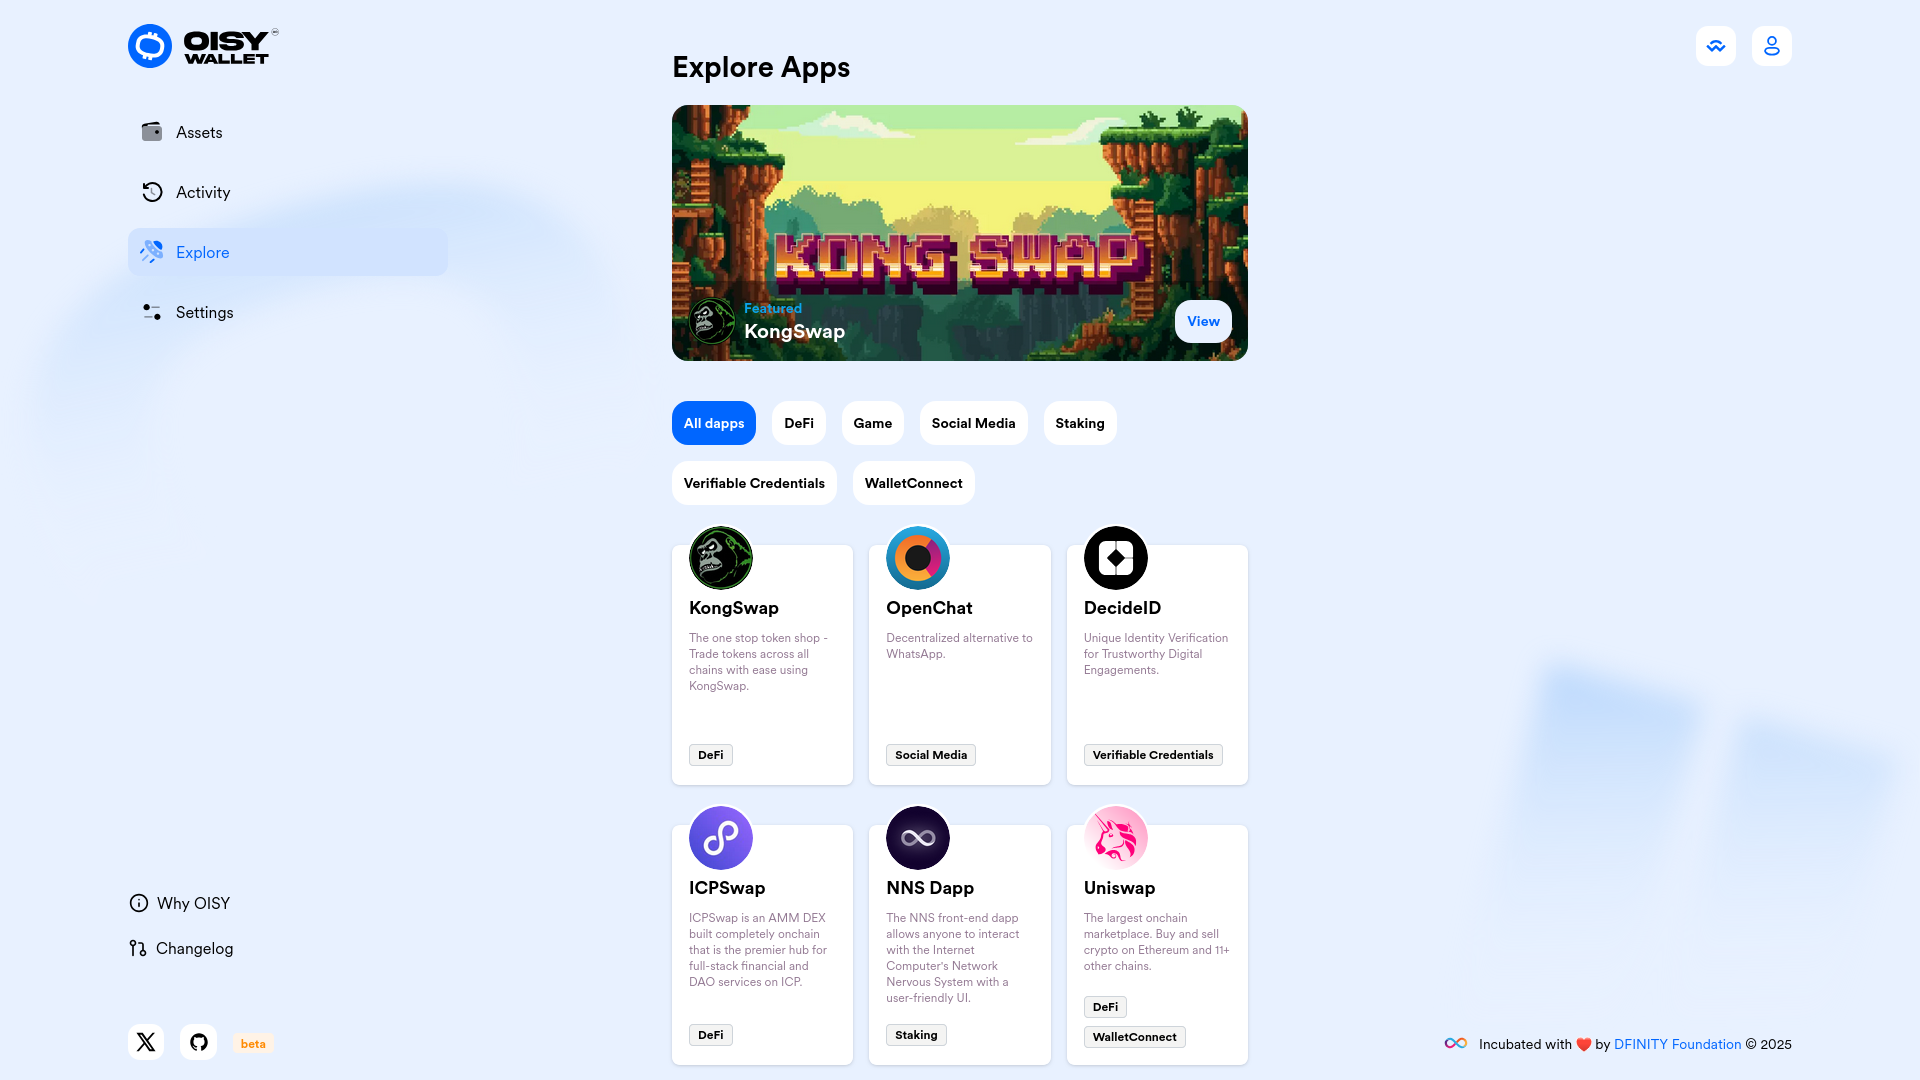 OISY
WALLET
Assets
Activity
Explore
Settings
Why OISY
Changelog
beta
Explore Apps
KONG SWAP
Featured
KongSwap
View
All dapps
DeFi
Game
Social Media
Staking
Verifiable Credentials
WalletConnect
KongSwap
The one stop token shop -
Trade tokens across all
chains with ease using
KongSwap.
DeFi
OpenChat
Decentralized alternative to
WhatsApp.
Social Media
DecideID
Unique Identity Verification
for Trustworthy Digital
Engagements.
Verifiable Credentials
ICPSwap
ICPSwap is an AMM DEX
built completely onchain
that is the premier hub for
full-stack financial and
DAO services on ICP.
DeFi
NNS Dapp
The NNS front-end dapp
allows anyone to interact
with the Internet
Computer's Network
Nervous System with a
user-friendly UI.
Staking
Uniswap
The largest onchain
marketplace. Buy and sell
crypto on Ethereum and 11+
other chains.
DeFi
WalletConnect
Incubated with ❤️ by DFINITY Foundation © 2025